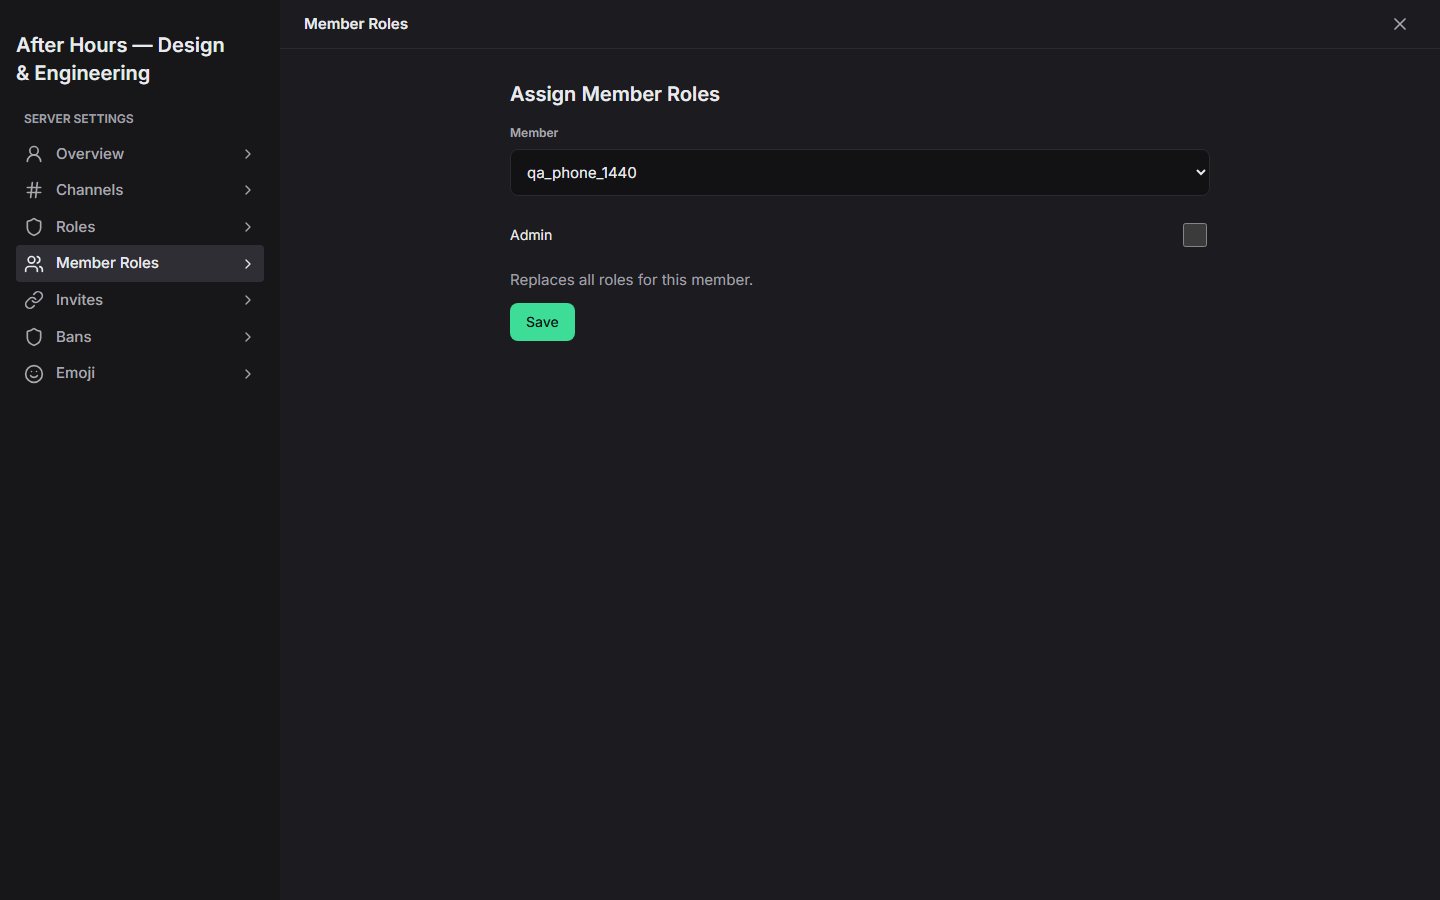 After Hours — Design
& Engineering
SERVER SETTINGS
Overview
Channels
Roles
Member Roles
Invites
Bans
Emoji
Member Roles
Assign Member Roles
Member
qa_phone_1440
Admin
Replaces all roles for this member.
Save